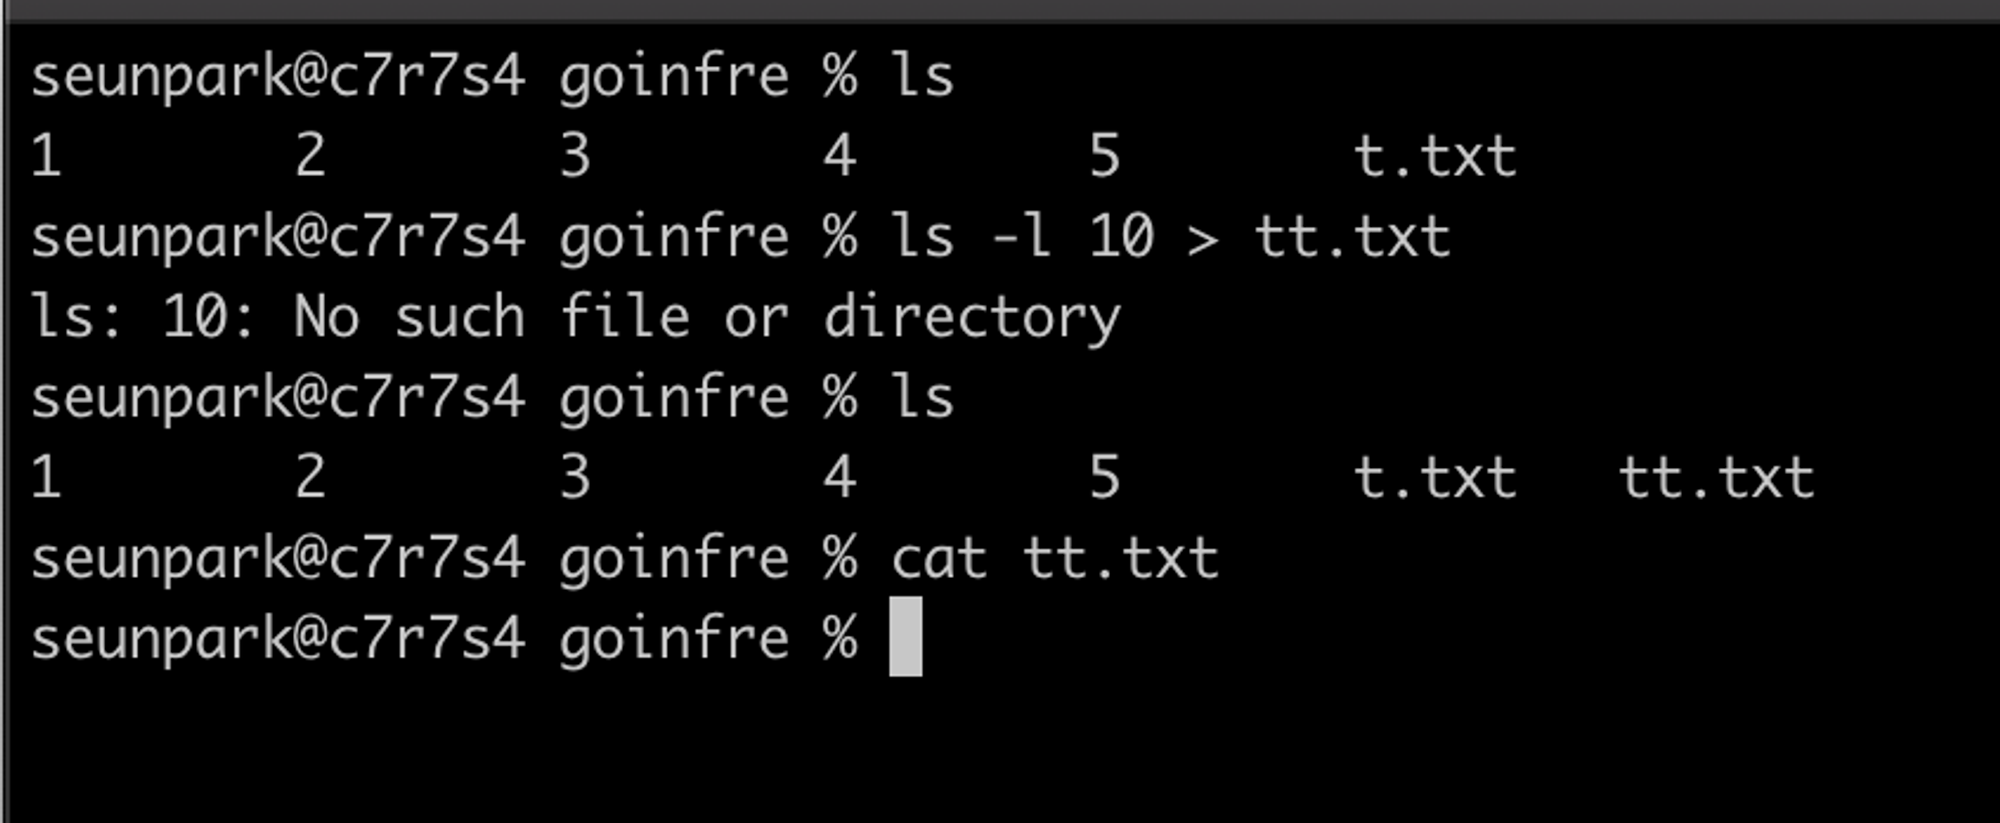 seunpark@c7r7s4 goinfre % ls
1 2 3 4 5 t.txt
seunpark@c7r7s4 goinfre % ls -l 10 > tt.txt
ls: 10: No such file or directory
seunpark@c7r7s4 goinfre % ls
1 2 3 4 5 t.txt tt.txt
seunpark@c7r7s4 goinfre % cat tt.txt
seunpark@c7r7s4 goinfre %